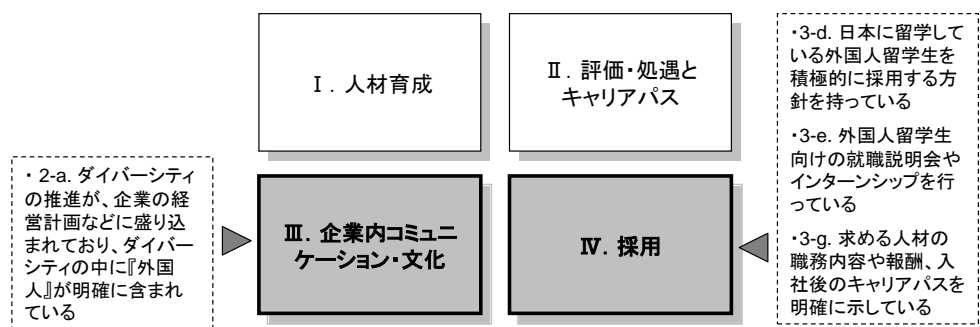 Ⅰ. 人材育成
Ⅱ. 評価・処遇と
キャリアパス
Ⅲ. 企業内コミュニ
ケーション・文化
Ⅳ. 採用
・ 2-a. ダイバーシティ
の推進が、企業の経
営計画などに盛り込
まれており、ダイバー
シティの中に『外国
人』が明確に含まれ
ている
・3-d. 日本に留学して
いる外国人留学生を
積極的に採用する方
針を持っている
・3-e. 外国人留学生
向けの就職説明会や
インターンシップを行
っている
・3-g. 求める人材の
職務内容や報酬、入
社後のキャリアパスを
明確に示している